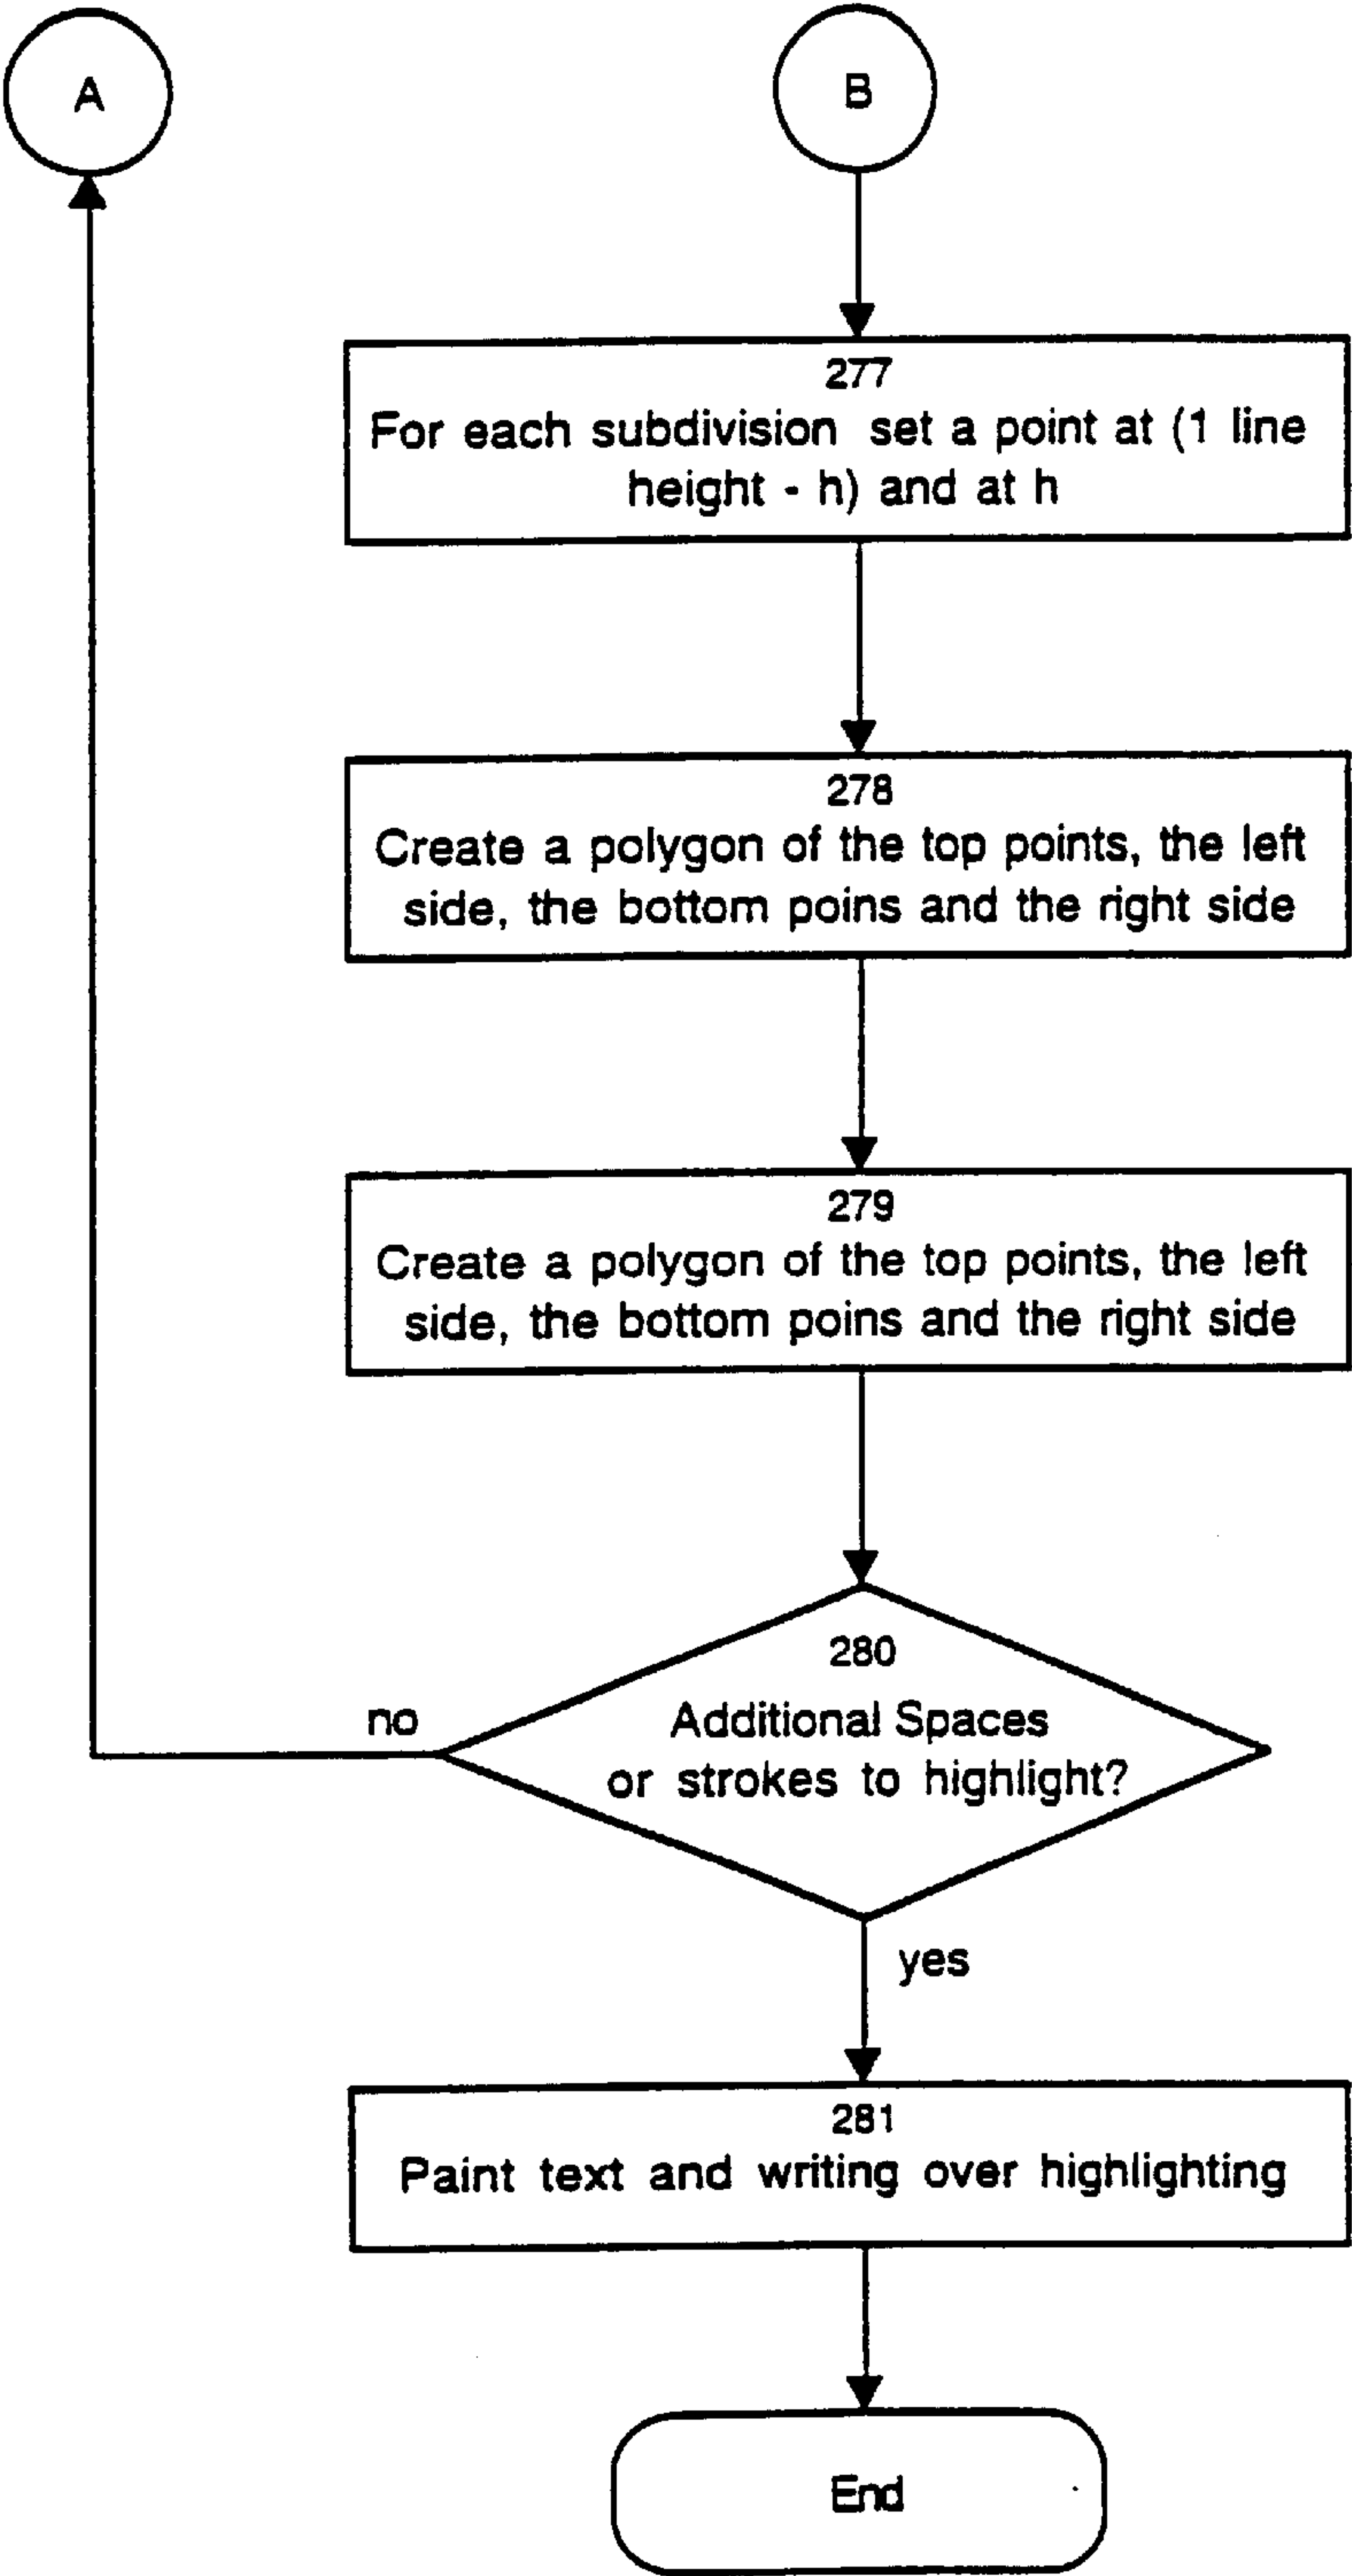 A
B
277
For each subdivision set a point at (1 line
height - h) and at h
278
Create a polygon of the top points, the left
side, the bottom poins and the right side
279
Create a polygon of the top points, the left
side, the bottom poins and the right side
280
Additional Spaces
or strokes to highlight?
no
yes
281
Paint text and writing over highlighting
End